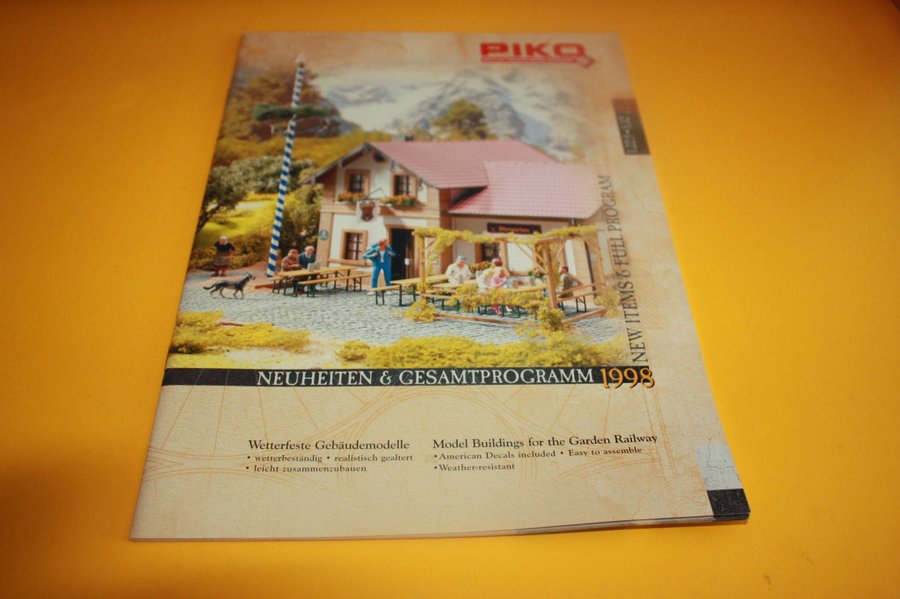 PIKO
NEW ITEMS & FULL PROGRAM
NEUHEITEN & GESAMTPROGRAMM 1998
Wetterfeste Gebäudemodelle
• wetterbeständig • realistisch gealtert
• leicht zusammenzubauen
Model Buildings for the Garden Railway
• American Decals included • Easy to assemble
• Weather-resistant